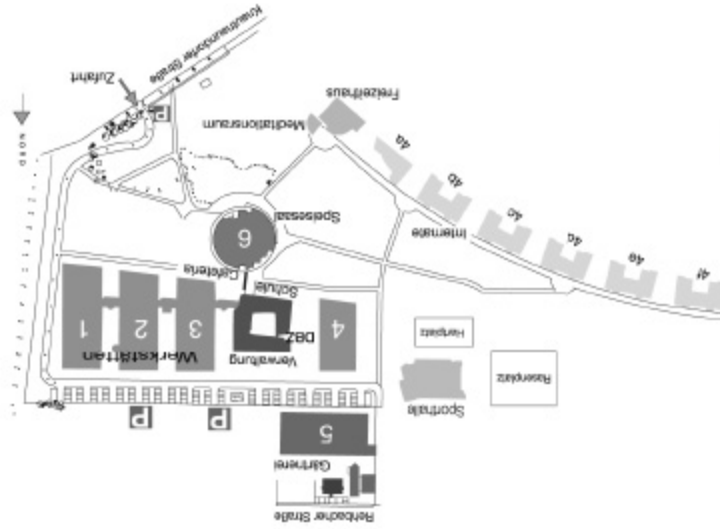 Rehbacher Straße
Gärtnerei
5
P
P
Sporthalle
Rasenplatz
Hartplatz
Verwaltung
DBZ
Werkstätten
4
3
2
1
Schule
Cafeteria
6
Speisesaal
Internate
4f
4e
4d
4c
4b
4a
Meditationsraum
Freizeithaus
NORD
P
Zufahrt
Knautnaundorfer Straße